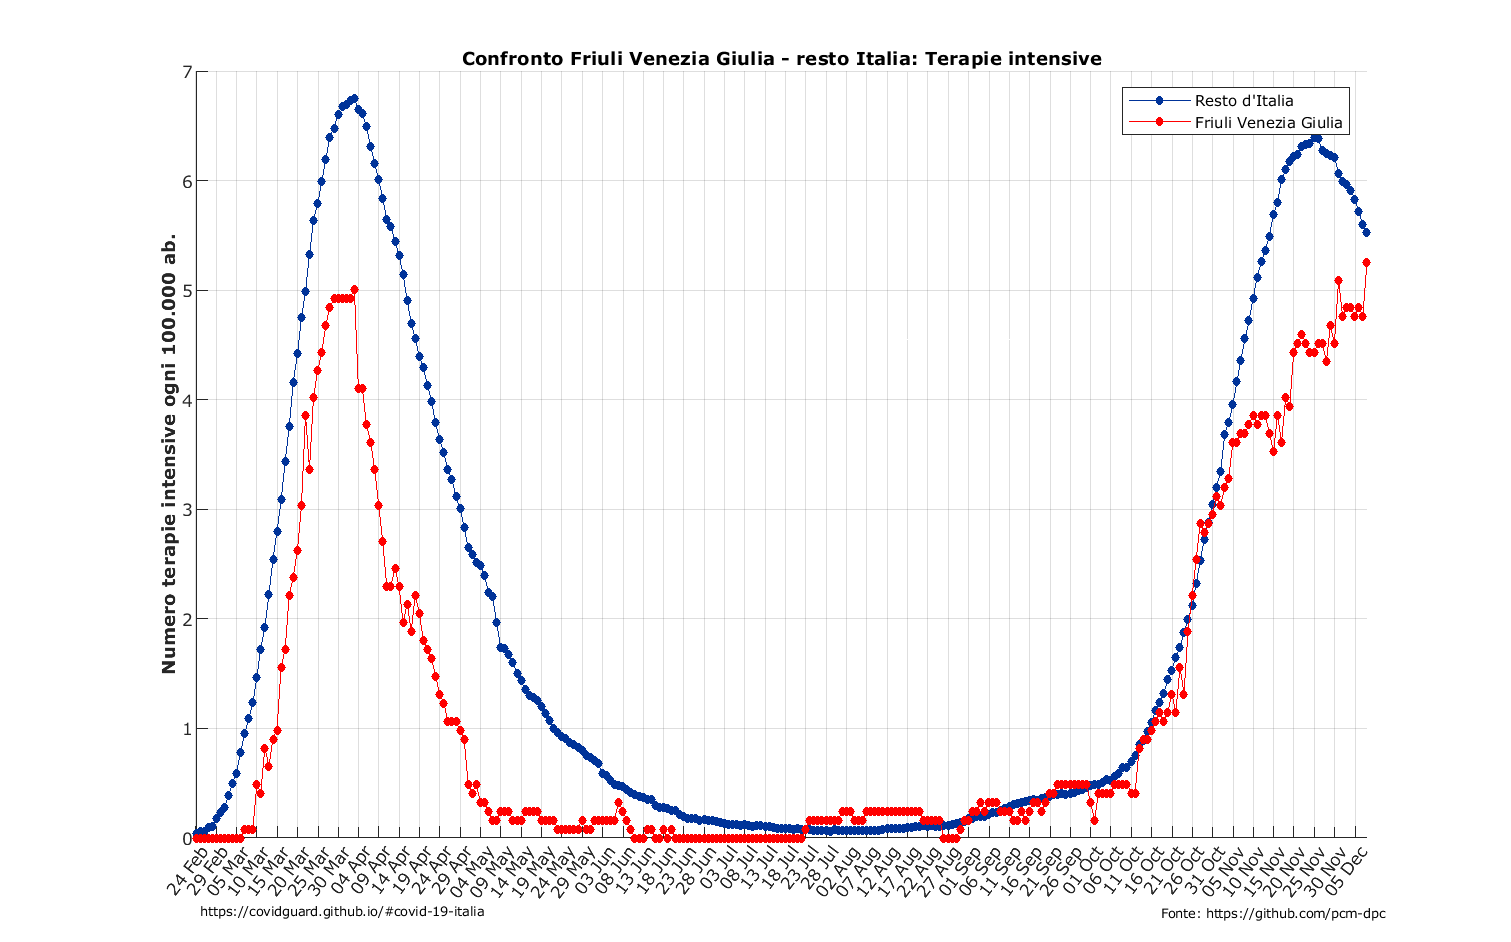 Confronto Friuli Venezia Giulia - resto Italia: Terapie intensive
Resto d'Italia
Friuli Venezia Giulia
Numero terapie intensive ogni 100.000 ab.
7
6
5
4
3
2
1
0
24 Feb
29 Feb
05 Mar
10 Mar
15 Mar
20 Mar
25 Mar
30 Mar
04 Apr
09 Apr
14 Apr
19 Apr
24 Apr
29 Apr
04 May
09 May
14 May
19 May
24 May
29 May
03 Jun
08 Jun
13 Jun
18 Jun
23 Jun
28 Jun
03 Jul
08 Jul
13 Jul
18 Jul
23 Jul
28 Jul
02 Aug
07 Aug
12 Aug
17 Aug
22 Aug
27 Aug
01 Sep
06 Sep
11 Sep
16 Sep
21 Sep
26 Sep
01 Oct
06 Oct
11 Oct
16 Oct
21 Oct
26 Oct
31 Oct
05 Nov
10 Nov
15 Nov
20 Nov
25 Nov
30 Nov
05 Dec
https://covidguard.github.io/#covid-19-italia
Fonte: https://github.com/pcm-dpc